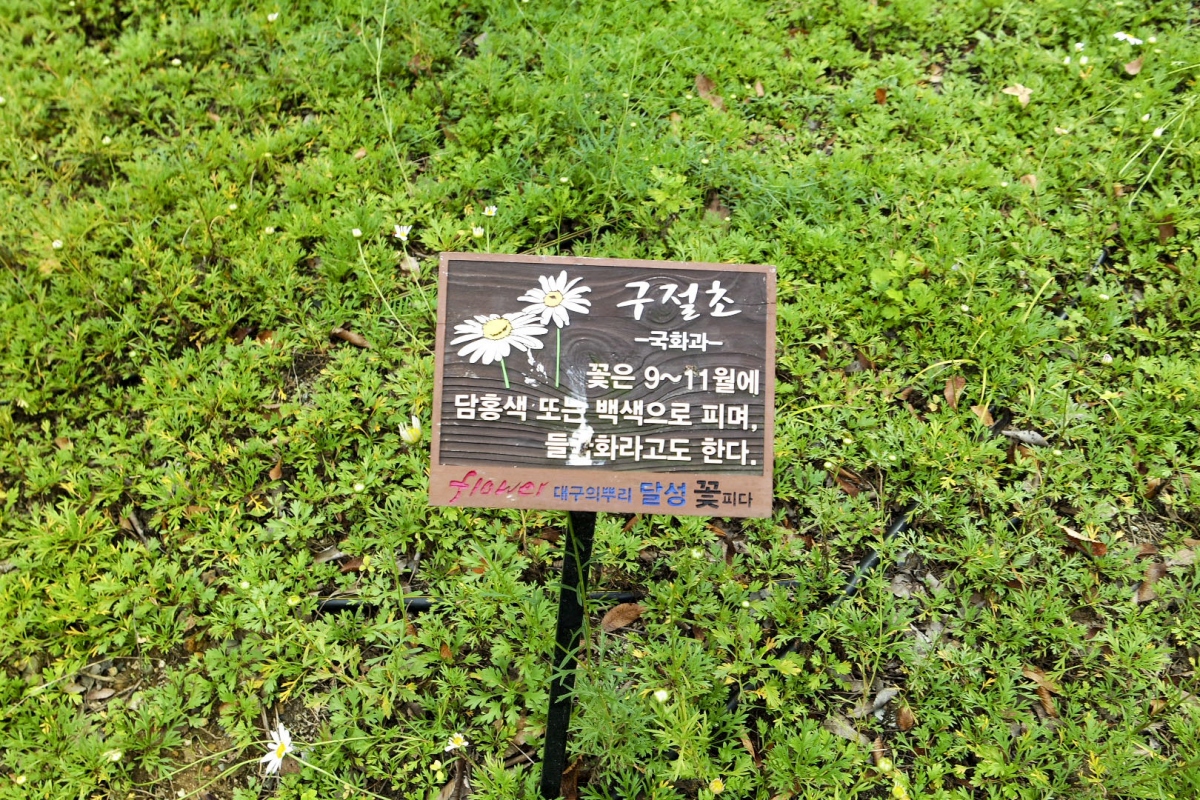 구절초
–국화과–
꽃은 9~11월에
담홍색 또는 백색으로 피며,
한다.
flower 대구의뿌리 달성 꽃피다